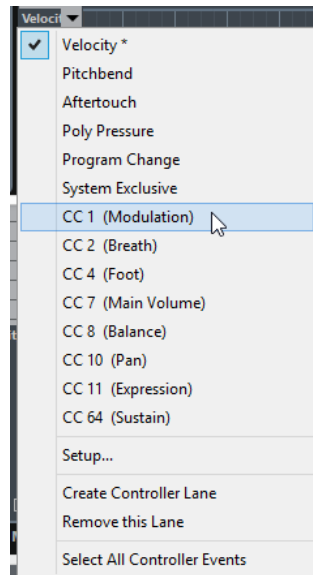 Velocit
Velocity *
Pitchbend
Aftertouch
Poly Pressure
Program Change
System Exclusive
CC 1 (Modulation)
CC 2 (Breath)
CC 4 (Foot)
CC 7 (Main Volume)
CC 8 (Balance)
CC 10 (Pan)
CC 11 (Expression)
CC 64 (Sustain)
Setup...
Create Controller Lane
Remove this Lane
Select All Controller Events